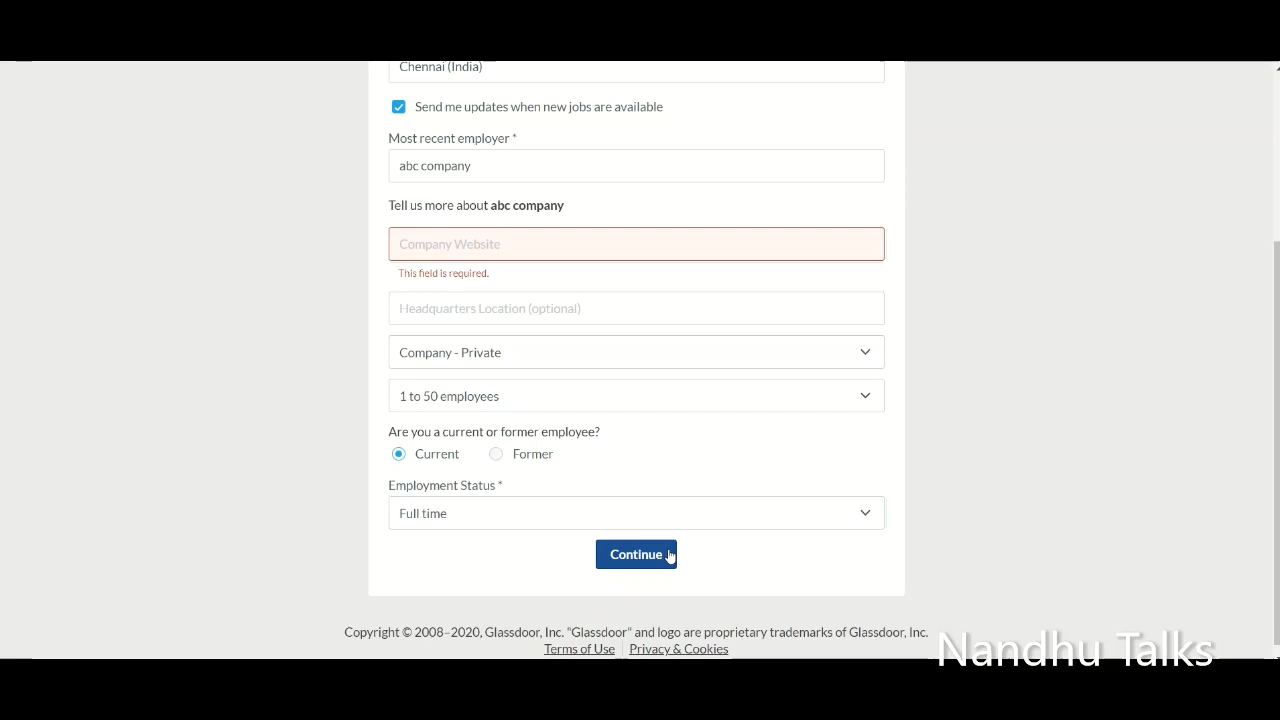 Chennai (India)
Send me updates when new jobs are available
Most recent employer *
abc company
Tell us more about abc company
Company Website
This field is required.
Headquarters Location (optional)
Company - Private
1 to 50 employees
Are you a current or former employee?
Current Former
Employment Status *
Full time
Continue
Copyright © 2008–2020, Glassdoor, Inc. "Glassdoor" and logo are proprietary trademarks of Glassdoor, Inc.
Terms of Use Privacy & Cookies
Nandhu Talks